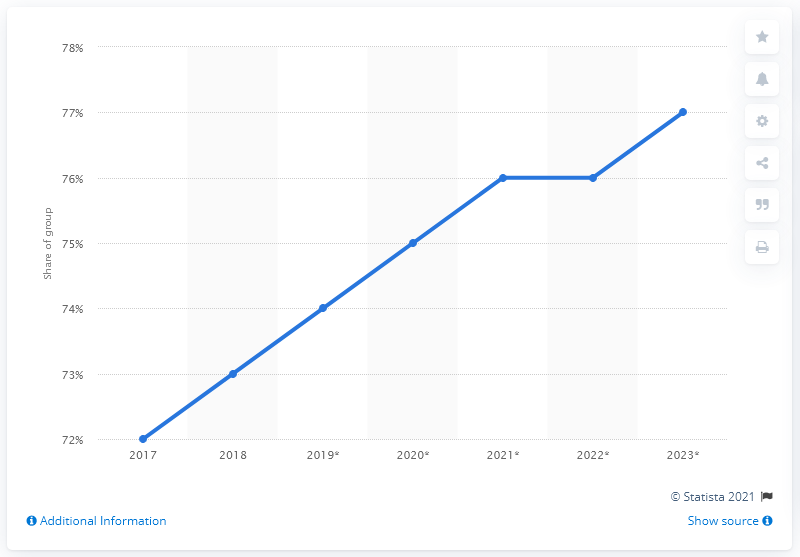 78%
77%
76%
75%
74%
73%
72%
Share of group
2017 2018 2019* 2020* 2021* 2022* 2023*
© Statista 2021
Additional Information Show source